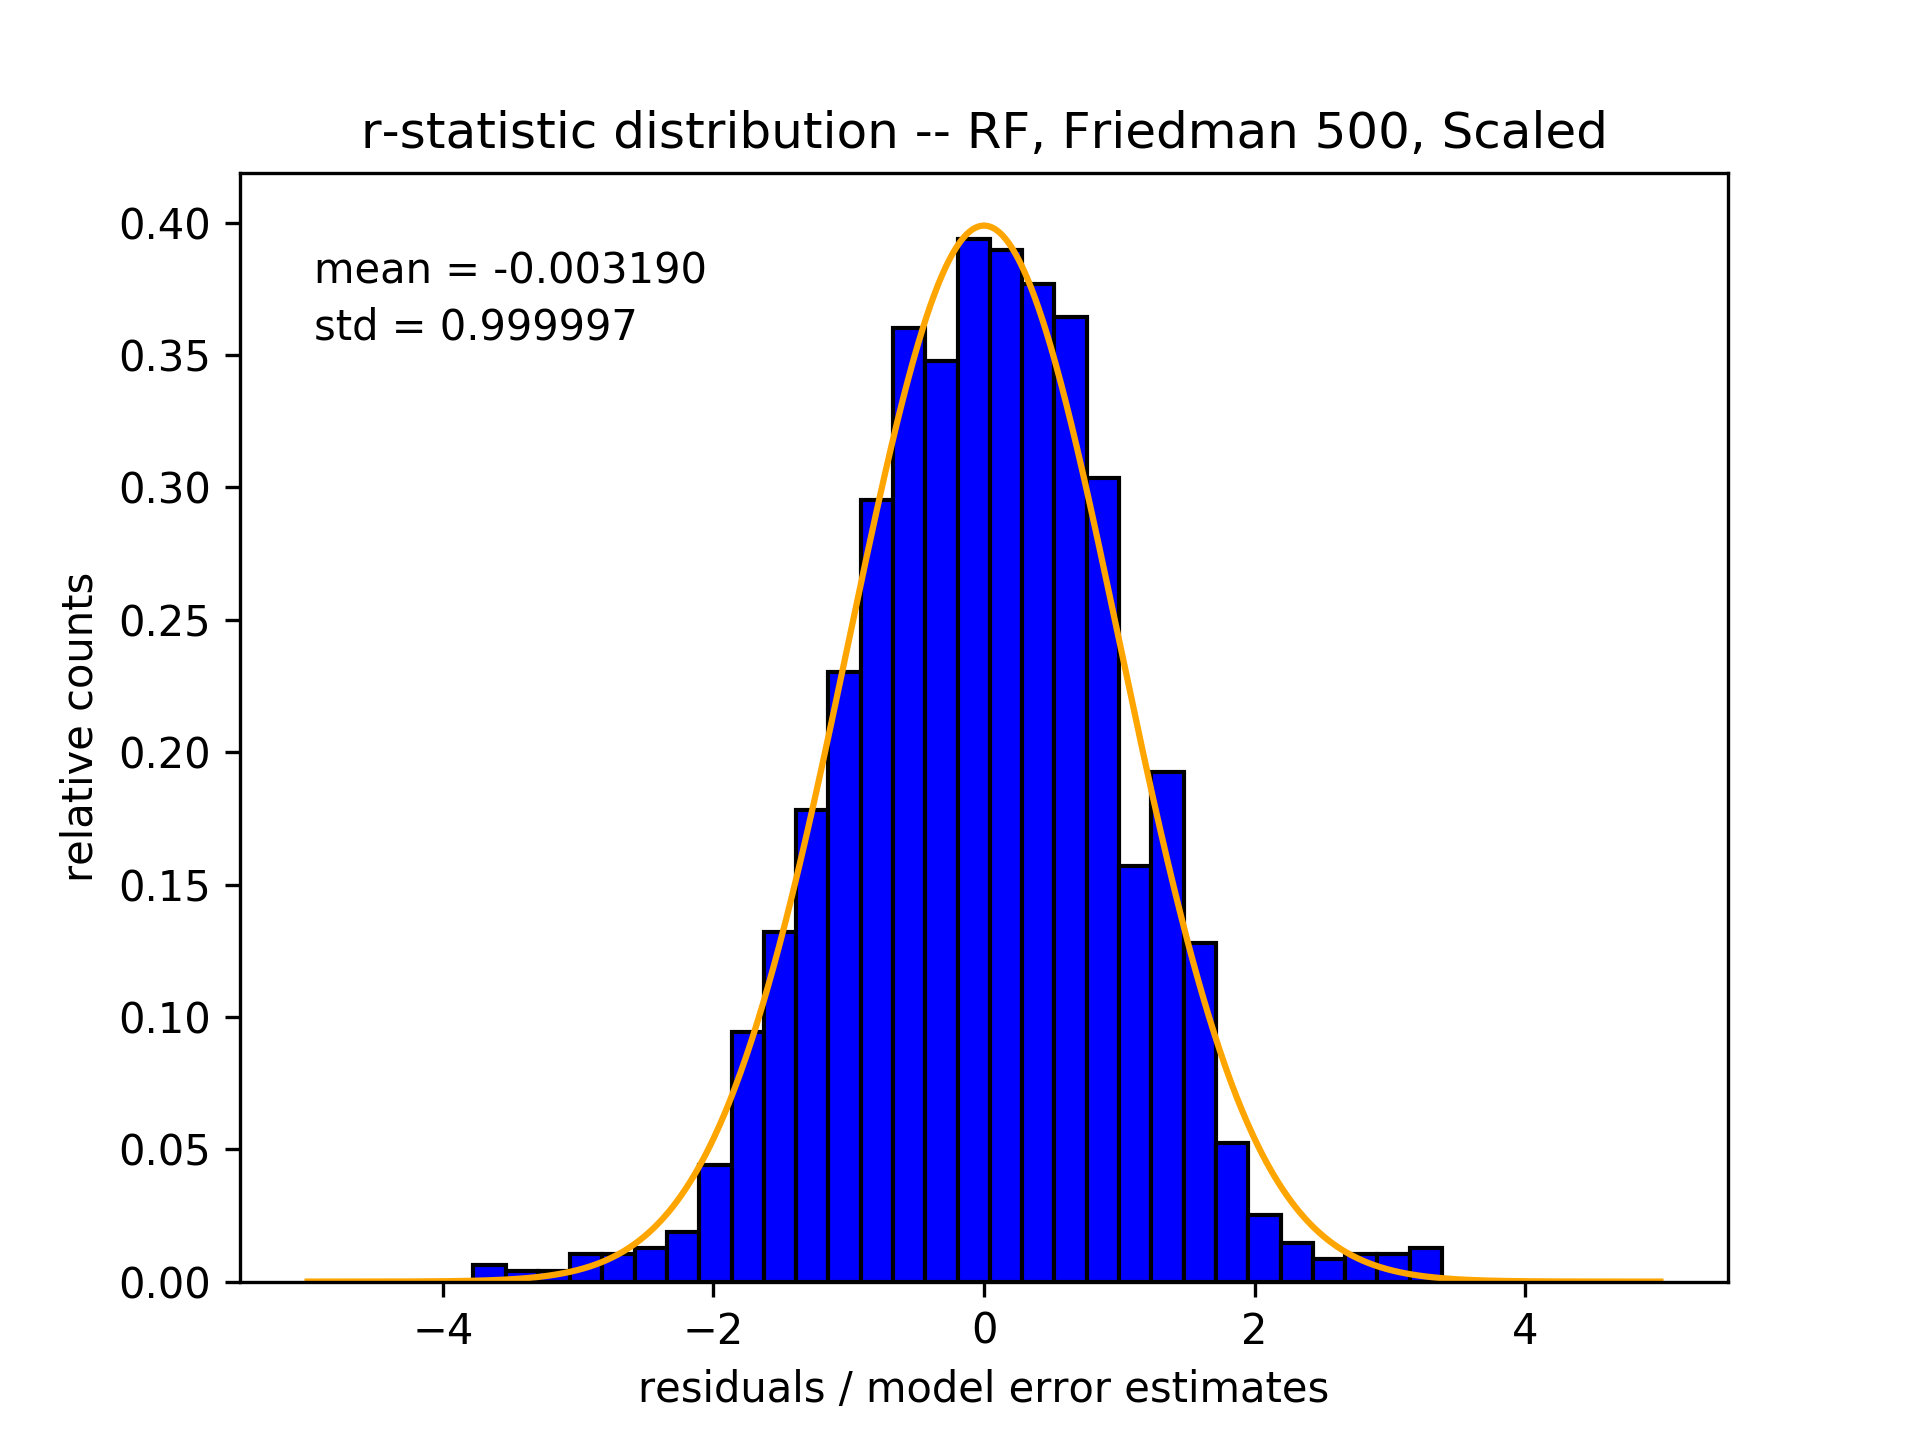 r-statistic distribution -- RF, Friedman 500, Scaled
mean = -0.003190
std = 0.999997
relative counts
0.40
0.35
0.30
0.25
0.20
0.15
0.10
0.05
0.00
−4 −2 0 2 4
residuals / model error estimates